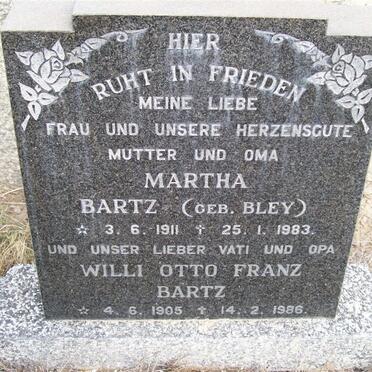 HIER
RUHT IN FRIEDEN
MEINE LIEBE
FRAU UND UNSERE HERZENSGUTE
MUTTER UND OMA
MARTHA
BARTZ (GEB. BLEY)
☆ 3. 6. 1911 ✝ 25. 1. 1983.
UND UNSER LIEBER VATI UND OPA
WILLI OTTO FRANZ
BARTZ
☆ 4. 6. 1905 ✝ 14. 2. 1986.